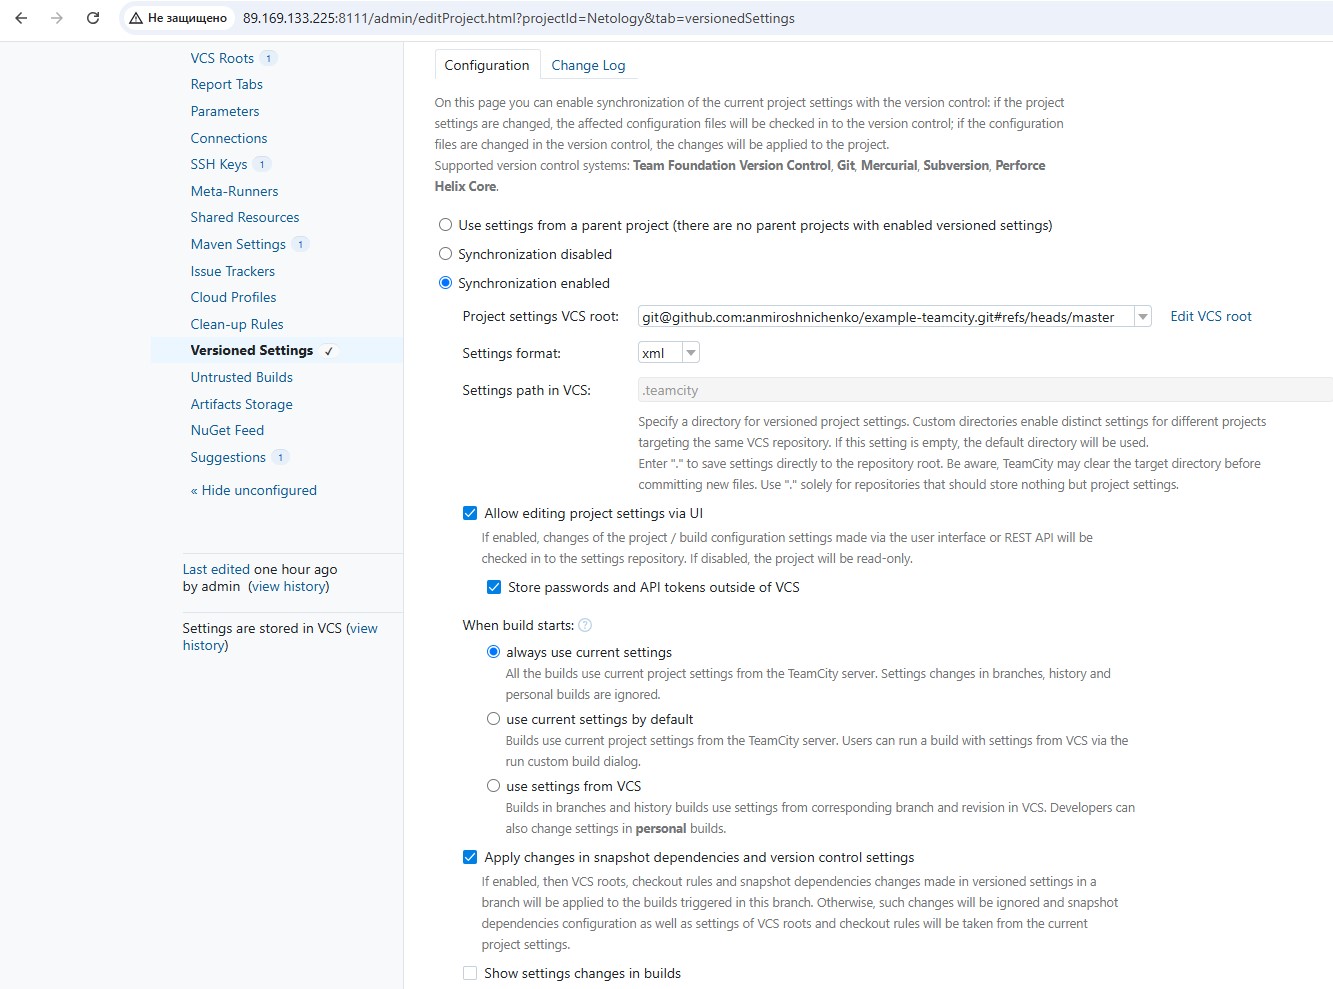 Не защищено 89.169.133.225:8111/admin/editProject.html?projectId=Netology&tab=versionedSettings
VCS Roots 1
Report Tabs
Parameters
Connections
SSH Keys 1
Meta-Runners
Shared Resources
Maven Settings 1
Issue Trackers
Cloud Profiles
Clean-up Rules
Versioned Settings ✓
Untrusted Builds
Artifacts Storage
NuGet Feed
Suggestions 1
« Hide unconfigured
Last edited one hour ago
by admin (view history)
Settings are stored in VCS (view
history)
Configuration Change Log
On this page you can enable synchronization of the current project settings with the version control: if the project
settings are changed, the affected configuration files will be checked in to the version control; if the configuration
files are changed in the version control, the changes will be applied to the project.
Supported version control systems: Team Foundation Version Control, Git, Mercurial, Subversion, Perforce
Helix Core.
Use settings from a parent project (there are no parent projects with enabled versioned settings)
Synchronization disabled
Synchronization enabled
Project settings VCS root: git@github.com:anmiroshnichenko/example-teamcity.git#refs/heads/master Edit VCS root
Settings format: xml
Settings path in VCS: .teamcity
Specify a directory for versioned project settings. Custom directories enable distinct settings for different projects
targeting the same VCS repository. If this setting is empty, the default directory will be used.
Enter "." to save settings directly to the repository root. Be aware, TeamCity may clear the target directory before
committing new files. Use "." solely for repositories that should store nothing but project settings.
Allow editing project settings via UI
If enabled, changes of the project / build configuration settings made via the user interface or REST API will be
checked in to the settings repository. If disabled, the project will be read-only.
Store passwords and API tokens outside of VCS
When build starts: ?
always use current settings
All the builds use current project settings from the TeamCity server. Settings changes in branches, history and
personal builds are ignored.
use current settings by default
Builds use current project settings from the TeamCity server. Users can run a build with settings from VCS via the
run custom build dialog.
use settings from VCS
Builds in branches and history builds use settings from corresponding branch and revision in VCS. Developers can
also change settings in personal builds.
Apply changes in snapshot dependencies and version control settings
If enabled, then VCS roots, checkout rules and snapshot dependencies changes made in versioned settings in a
branch will be applied to the builds triggered in this branch. Otherwise, such changes will be ignored and snapshot
dependencies configuration as well as settings of VCS roots and checkout rules will be taken from the current
project settings.
Show settings changes in builds